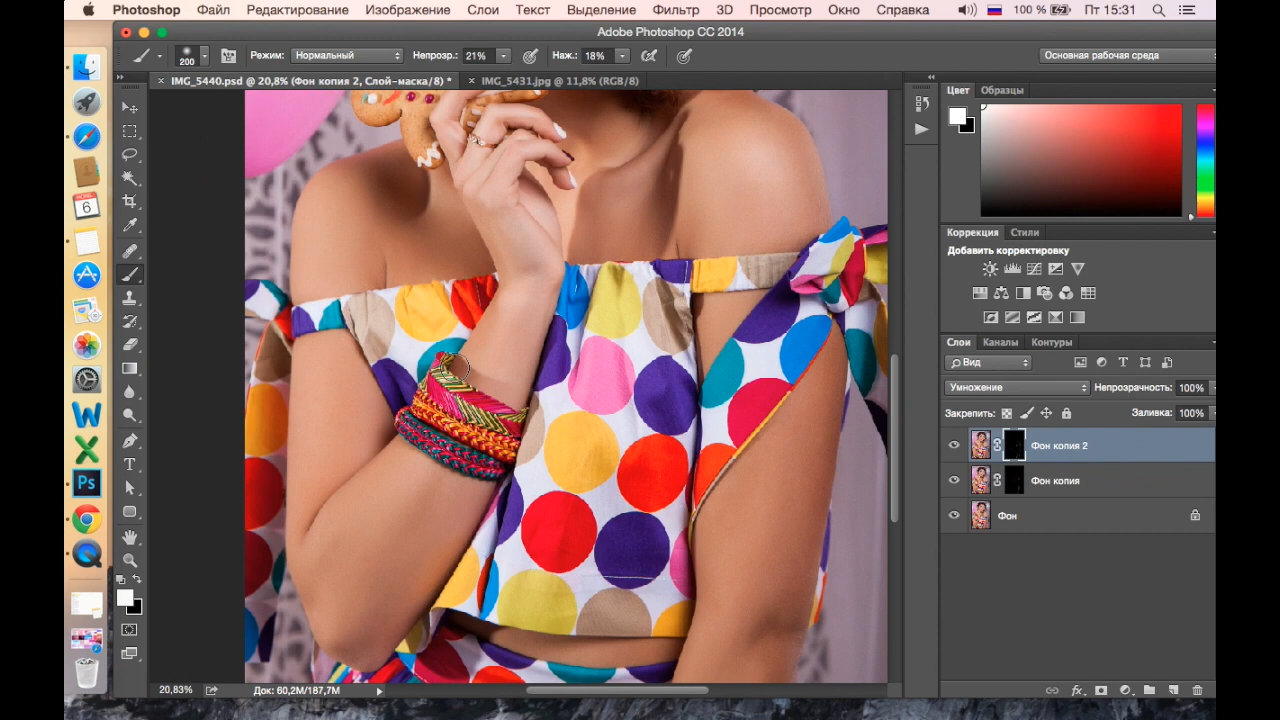 Photoshop Файл Редактирование Изображение Слои Текст Выделение Фильтр 3D Просмотр Окно Справка 100 % Пт 15:31
Adobe Photoshop CC 2014
200 Режим: Нормальный Непрозр.: 21% Наж.: 18% Основная рабочая среда
IMG_5440.psd @ 20,8% (Фон копия 2, Слой-маска/8) * IMG_5431.jpg @ 11,8% (RGB/8)
Цвет Образцы
6
Коррекция Стили
Добавить корректировку
Слои Каналы Контуры
Вид
Умножение Непрозрачность: 100%
Закрепить: Заливка: 100%
Фон копия 2
Фон копия
Фон
Ps
20,83% Док: 60,2M/187,7M
fx